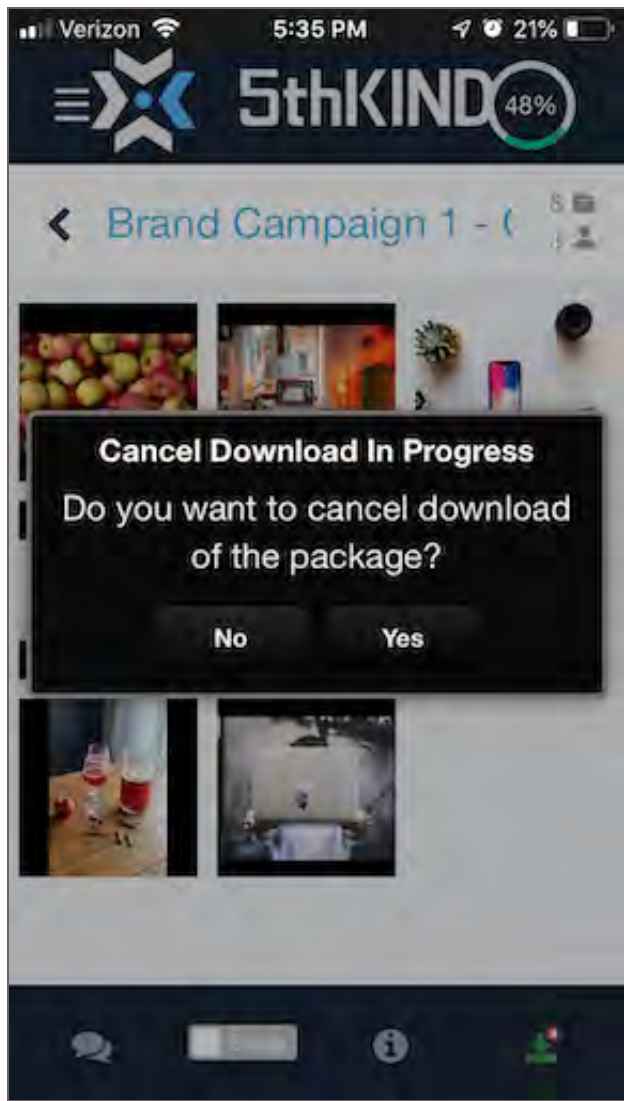 Verizon 5:35 PM 21%
5thKIND 48%
Brand Campaign 1 - (
8
Cancel Download In Progress
Do you want to cancel download
of the package?
No Yes